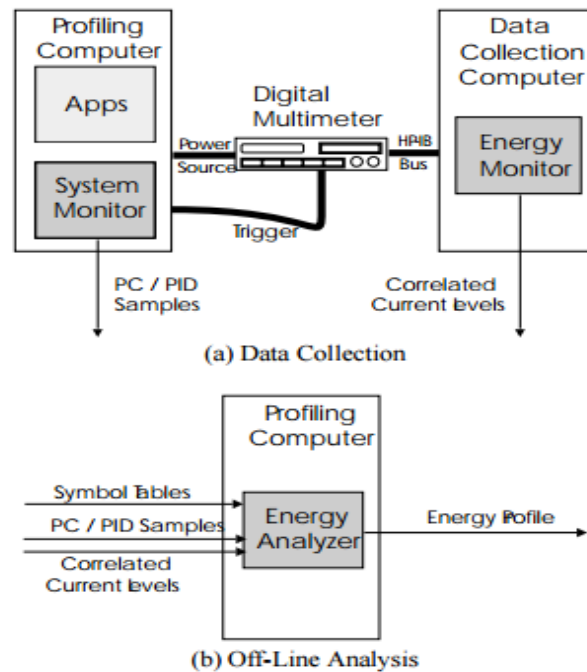 Profiling
Computer
Apps
System
Monitor
Power
Source
Digital
Multimeter
Trigger
HPIB
Bus
Data
Collection
Computer
Energy
Monitor
PC / PID
Samples
Correlated
Current levels
(a) Data Collection
Profiling
Computer
Symbol Tables
PC / PID Samples
Correlated
Current levels
Energy
Analyzer
Energy Profile
(b) Off-Line Analysis